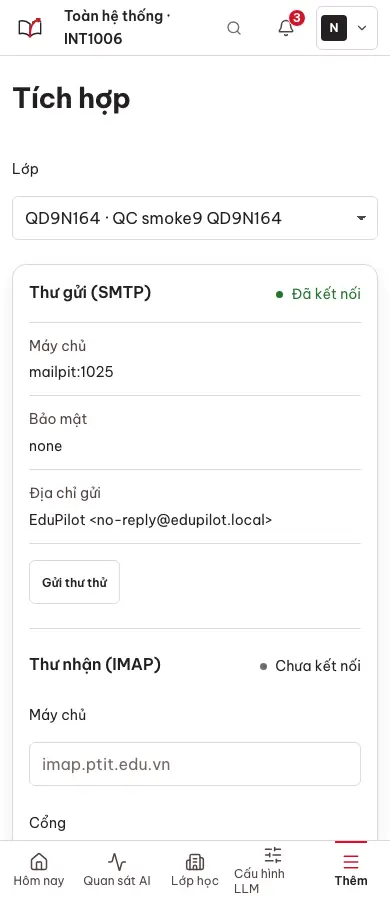 Toàn hệ thống ·
INT1006
3
N
Tích hợp
Lớp
QD9N164 · QC smoke9 QD9N164
Thư gửi (SMTP)
Đã kết nối
Máy chủ
mailpit:1025
Bảo mật
none
Địa chỉ gửi
EduPilot <no-reply@edupilot.local>
Gửi thư thử
Thư nhận (IMAP)
Chưa kết nối
Máy chủ
imap.ptit.edu.vn
Cổng
Hôm nay
Quan sát AI
Lớp học
Cấu hình
LLM
Thêm